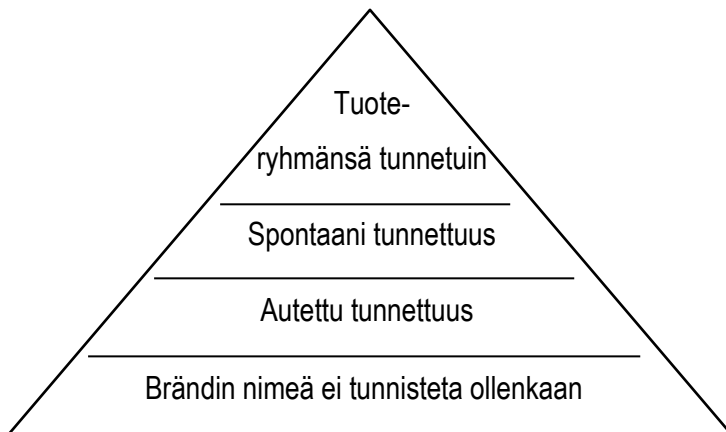 Tuote-
ryhmänsä tunnetuin
Spontaani tunnettuus
Autettu tunnettuus
Brändin nimeä ei tunnisteta ollenkaan